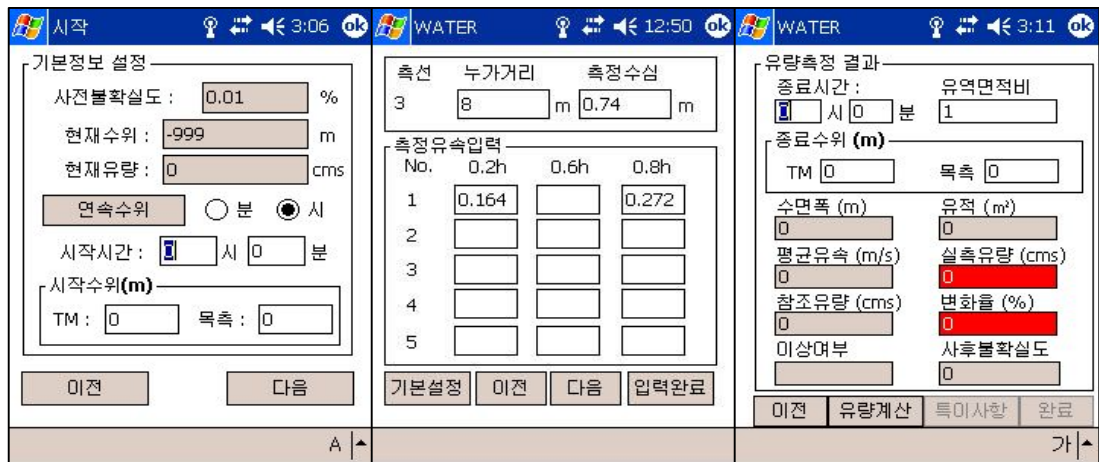 시작 3:06 ok
기본정보 설정
사전불확실도 : 0.01 %
현재수위 : -999 m
현재유량 : 0 cms
연속수위 분 시
시작시간 : 0 시 0 분
시작수위(m)
TM : 0 목측 : 0
이전 다음
A
WATER 12:50 ok
측선 누가거리 측정수심
3 8 m 0.74 m
측정유속입력
No. 0.2h 0.6h 0.8h
1 0.164 0.272
2
3
4
5
기본설정 이전 다음 입력완료
WATER 3:11 ok
유량측정 결과
종료시간 : 유역면적비
0 시 0 분 1
종료수위 (m)
TM 0 목측 0
수면폭 (m) 유적 (㎡)
0 0
평균유속 (m/s) 실측유량 (cms)
0 0
참조유량 (cms) 변화율 (%)
0 0
이상여부 사후불확실도
0
이전 유량계산 특이사항 완료
가